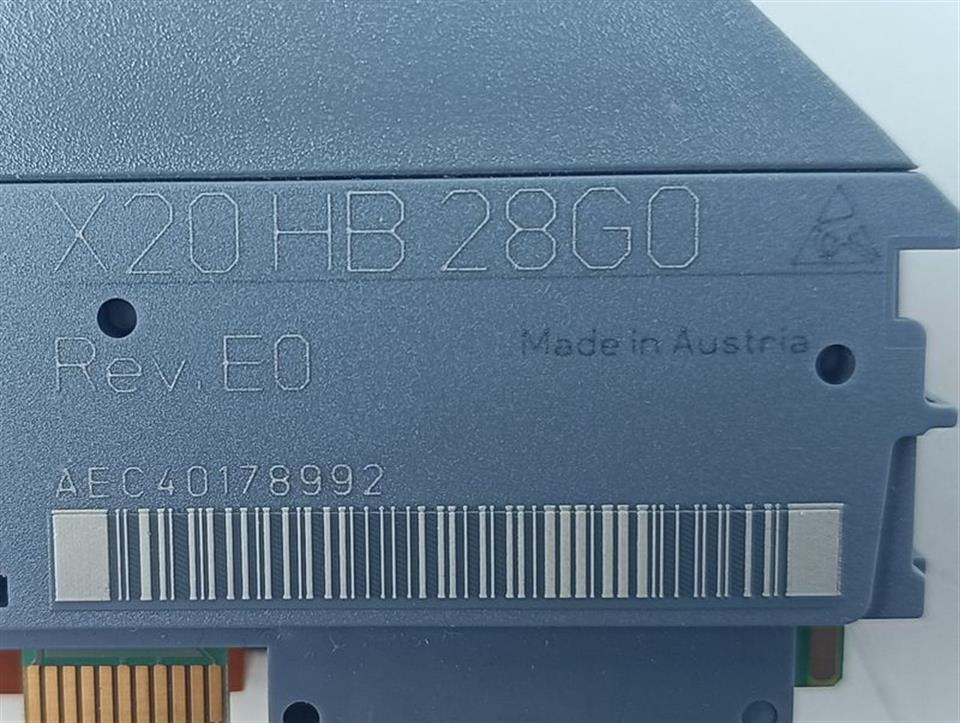 X20 HB 28G0
Rev. E0
Made in Austria
AEC40178992